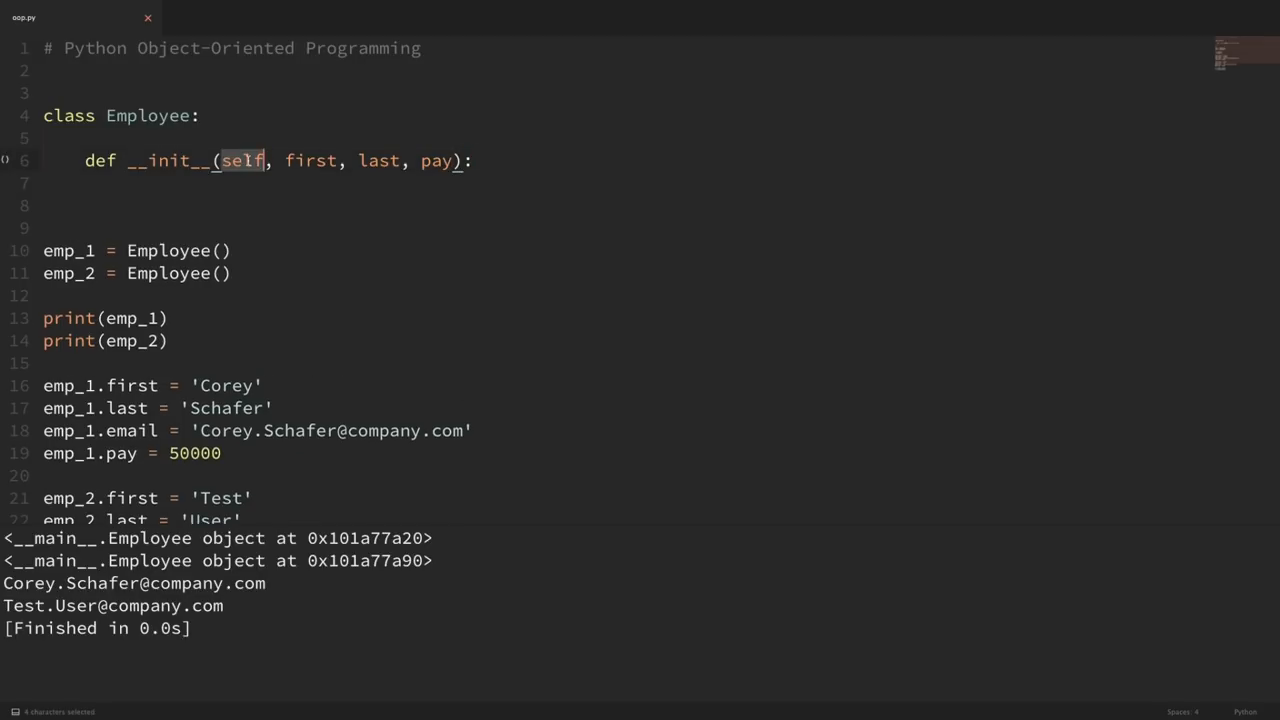 oop.py
1 # Python Object-Oriented Programming
2
3
4 class Employee:
5
() 6 def __init__(self, first, last, pay):
7
8
9
10 emp_1 = Employee()
11 emp_2 = Employee()
12
13 print(emp_1)
14 print(emp_2)
15
16 emp_1.first = 'Corey'
17 emp_1.last = 'Schafer'
18 emp_1.email = 'Corey.Schafer@company.com'
19 emp_1.pay = 50000
20
21 emp_2.first = 'Test'
22 emp_2.last = 'User'
<__main__.Employee object at 0x101a77a20>
<__main__.Employee object at 0x101a77a90>
Corey.Schafer@company.com
Test.User@company.com
[Finished in 0.0s]
4 characters selected Spaces: 4 Python